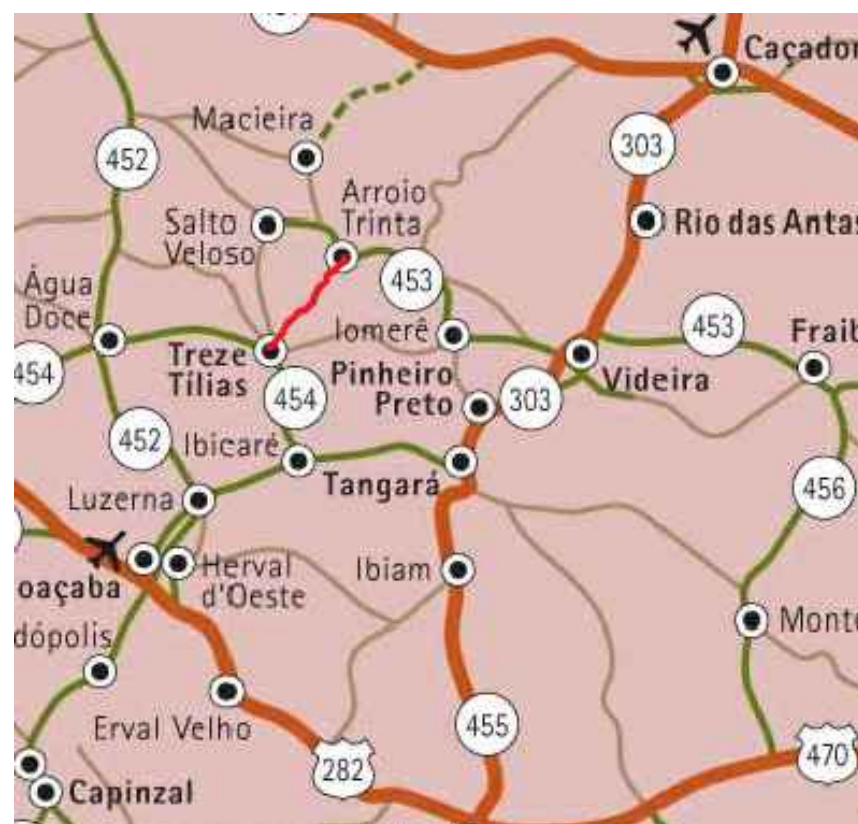 Caçador
Macieira
452
303
Arroio
Trinta
Salto
Veloso
Rio das Antas
453
Água
Doce
Iomerê
453
Fraib
454
Treze
Tílias
Pinheiro
Preto
Videira
454
303
452
Ibicaré
Tangará
Luzerna
456
oaçaba
Herval
d'Oeste
Ibiam
dópolis
Monte
Erval Velho
455
282
470
Capinzal